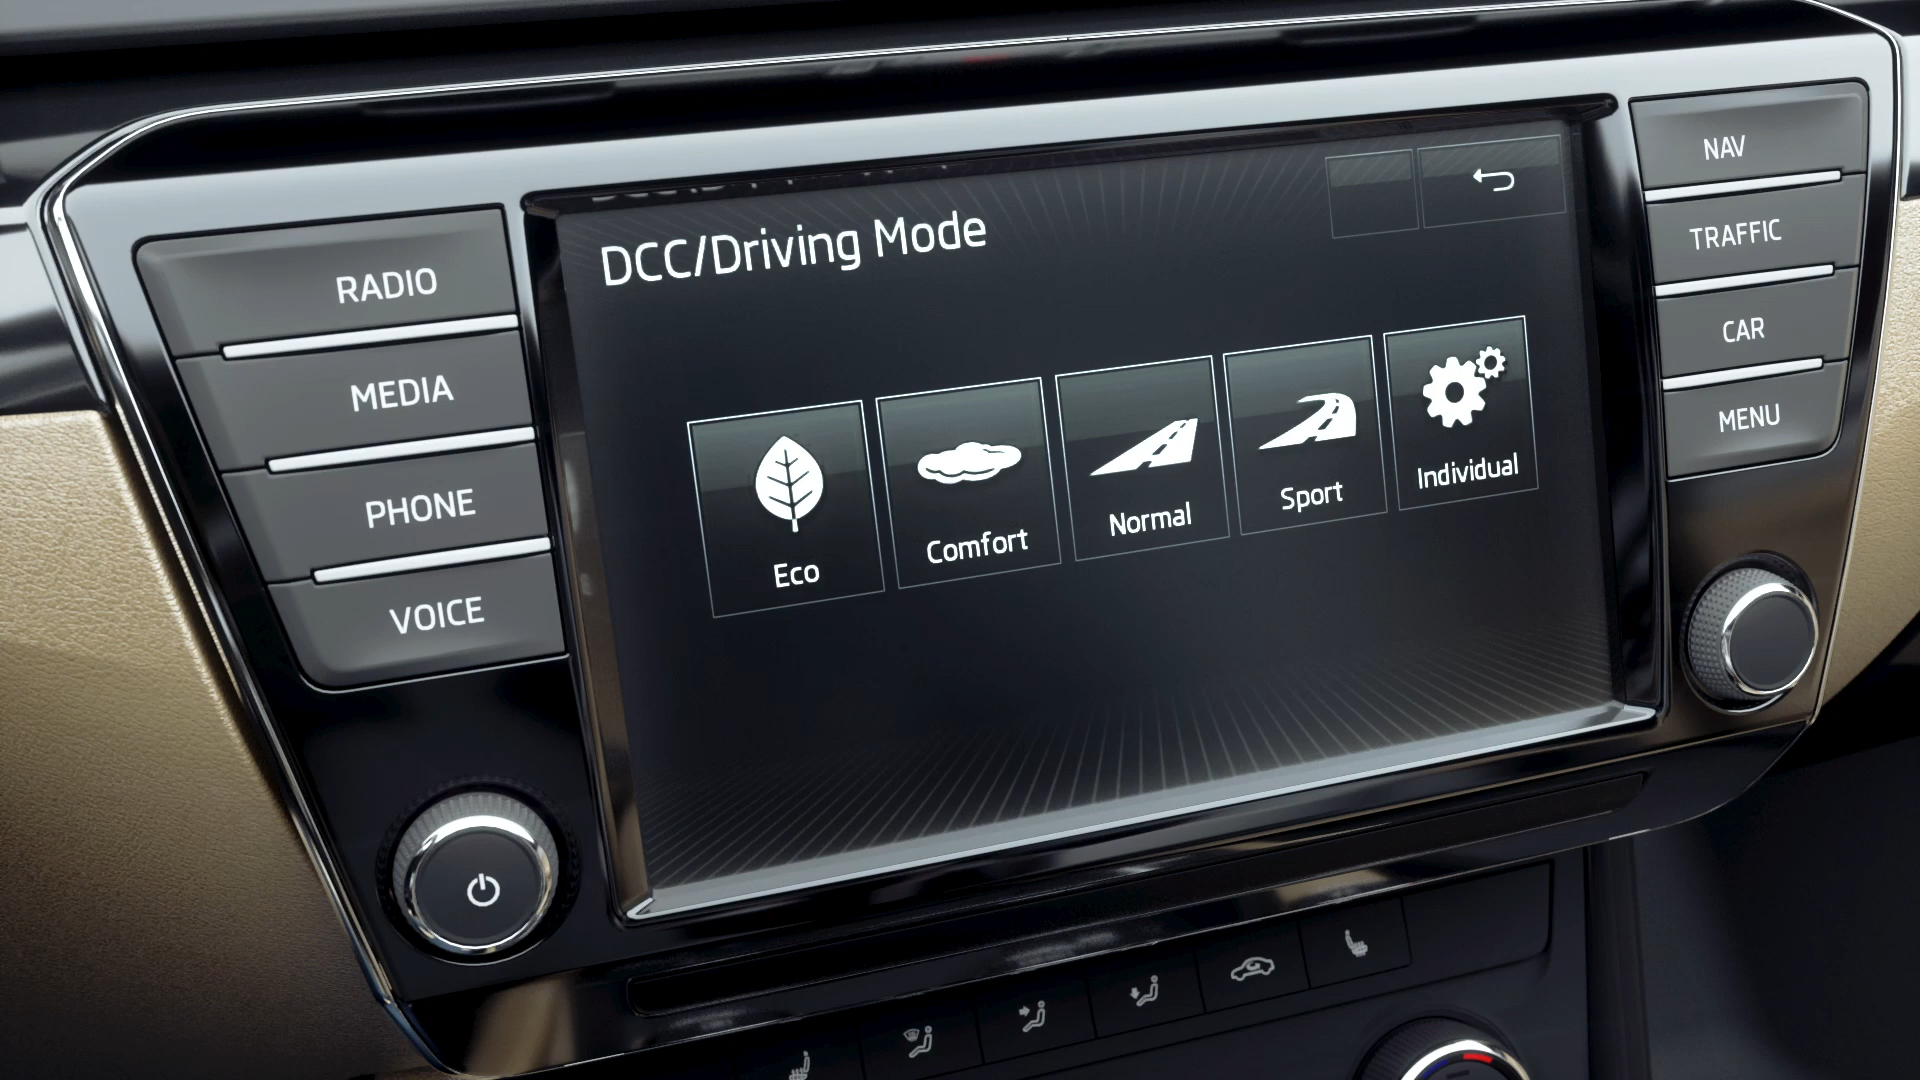 DCC/Driving Mode
Eco
Comfort
Normal
Sport
Individual
RADIO
MEDIA
PHONE
VOICE
NAV
TRAFFIC
CAR
MENU